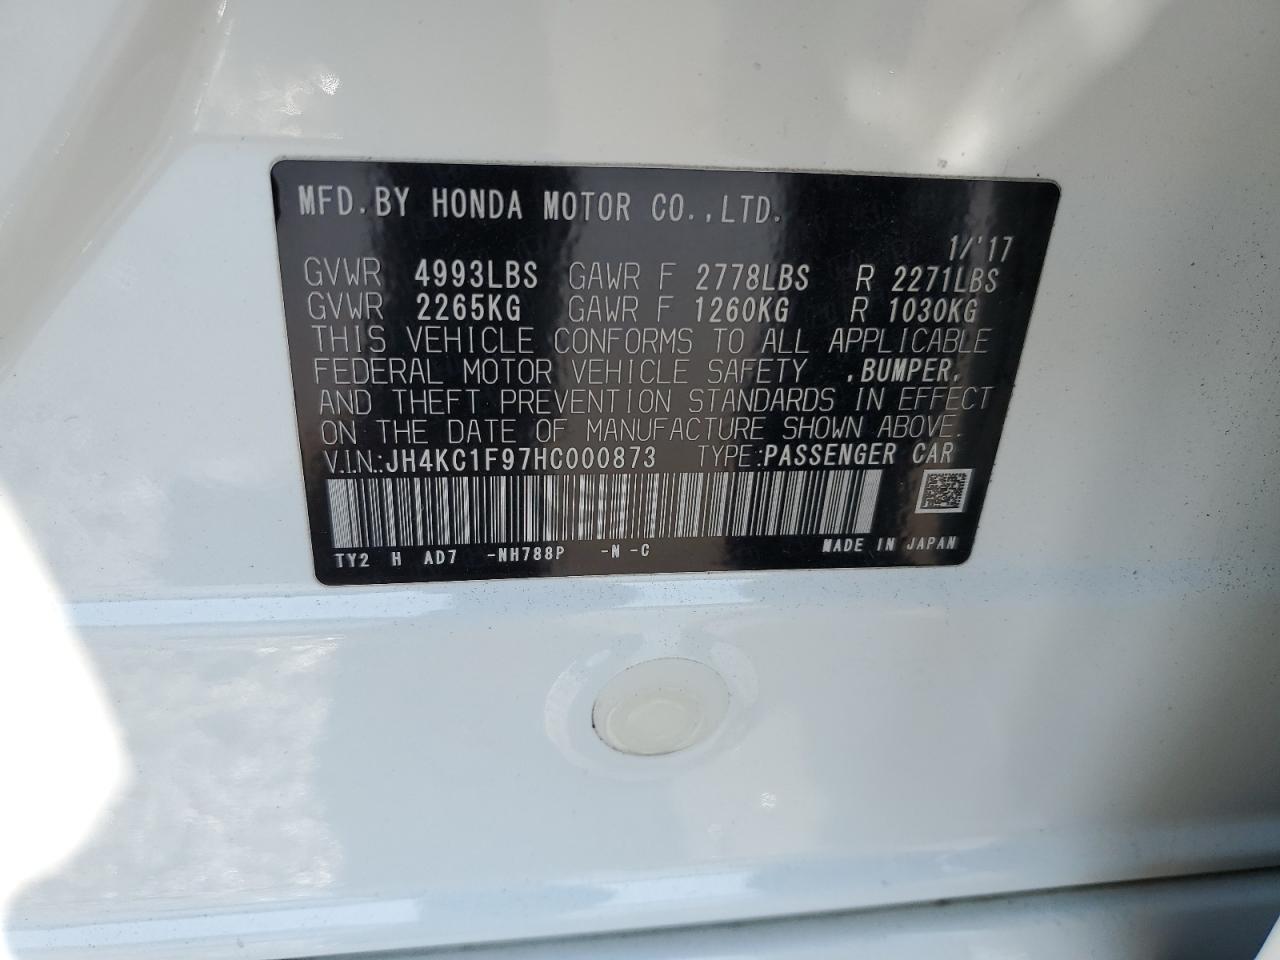 MFD.BY HONDA MOTOR CO.,LTD.
1/'17
GVWR 4993LBS GAWR F 2778LBS R 2271LBS
GVWR 2265KG GAWR F 1260KG R 1030KG
THIS VEHICLE CONFORMS TO ALL APPLICABLE
FEDERAL MOTOR VEHICLE SAFETY ,BUMPER,
AND THEFT PREVENTION STANDARDS IN EFFECT
ON THE DATE OF MANUFACTURE SHOWN ABOVE.
V.I.N.:JH4KC1F97HC000873 TYPE:PASSENGER CAR
TY2 H AD7 -NH788P -N -C MADE IN JAPAN